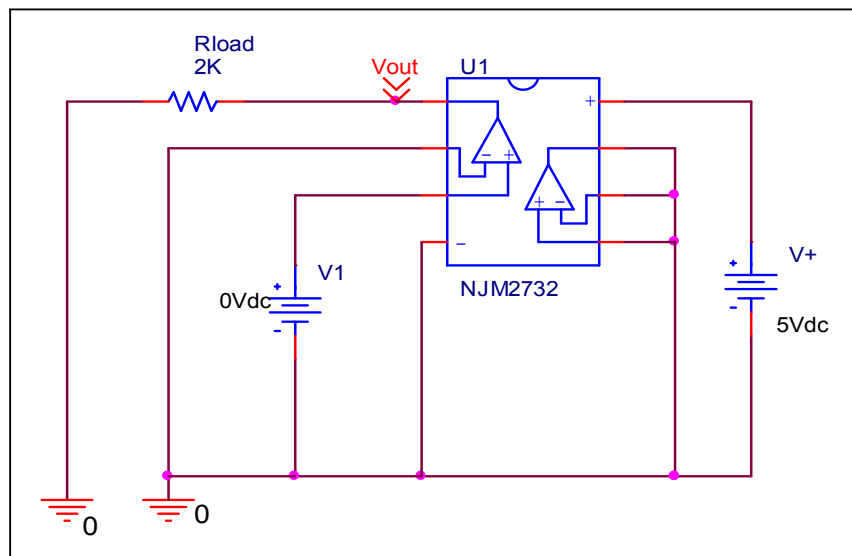 Rload
2K
Vout
U1
+
- +
+ -
-
NJM2732
+
V1
0Vdc
-
+
V+
-
5Vdc
0
0